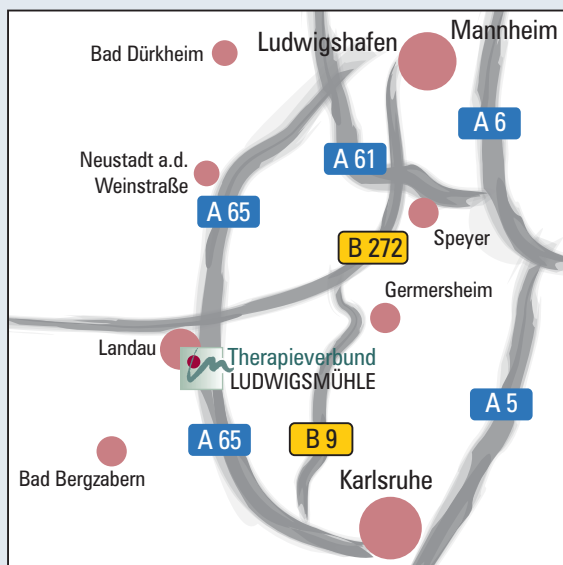 Mannheim
Ludwigshafen
Bad Dürkheim
A 6
A 61
Neustadt a.d.
Weinstraße
A 65
Speyer
B 272
Germersheim
Landau
Therapieverbund
LUDWIGSMÜHLE
A 5
A 65
B 9
Bad Bergzabern
Karlsruhe